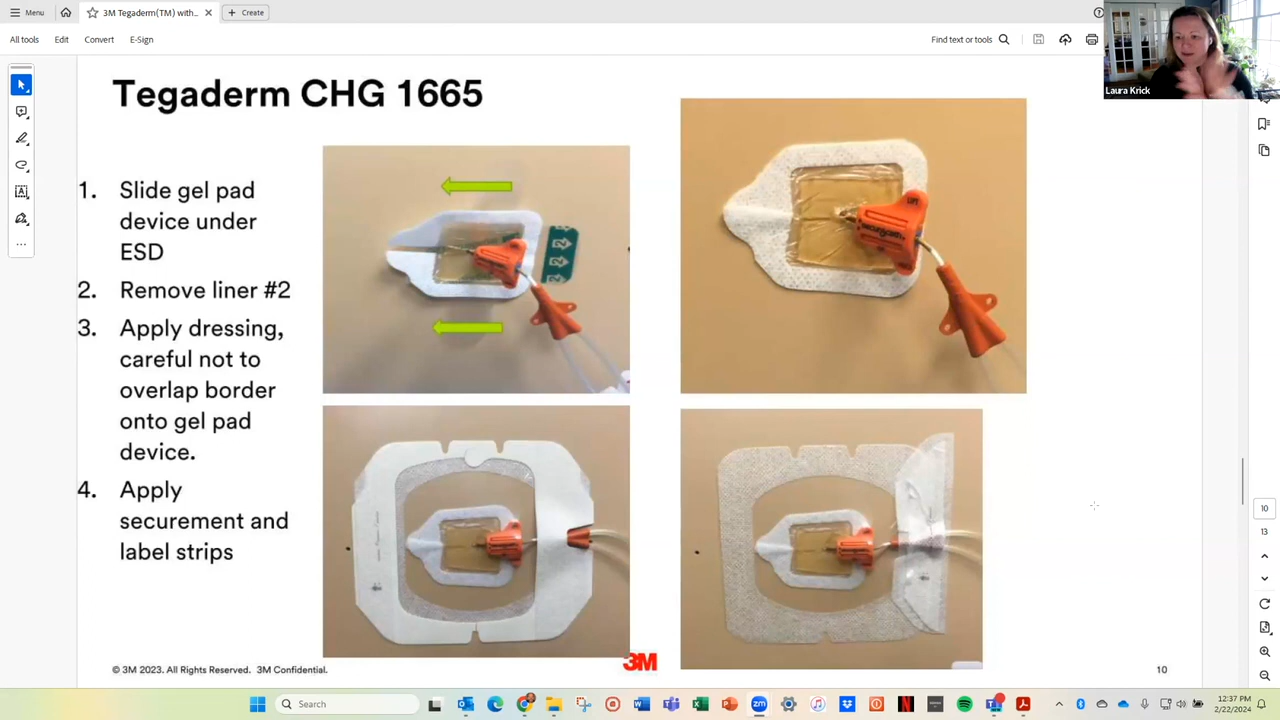 Menu
3M Tegaderm(TM) with...
Create
All tools
Edit
Convert
E-Sign
Find text or tools
Laura Krick
Tegaderm CHG 1665
1. Slide gel pad
device under
ESD
2. Remove liner #2
3. Apply dressing,
careful not to
overlap border
onto gel pad
device.
4. Apply
securement and
label strips
© 2023. All Rights Reserved. 3M Confidential.
3M
10
10
13
Search
12:37 PM
2/22/2024